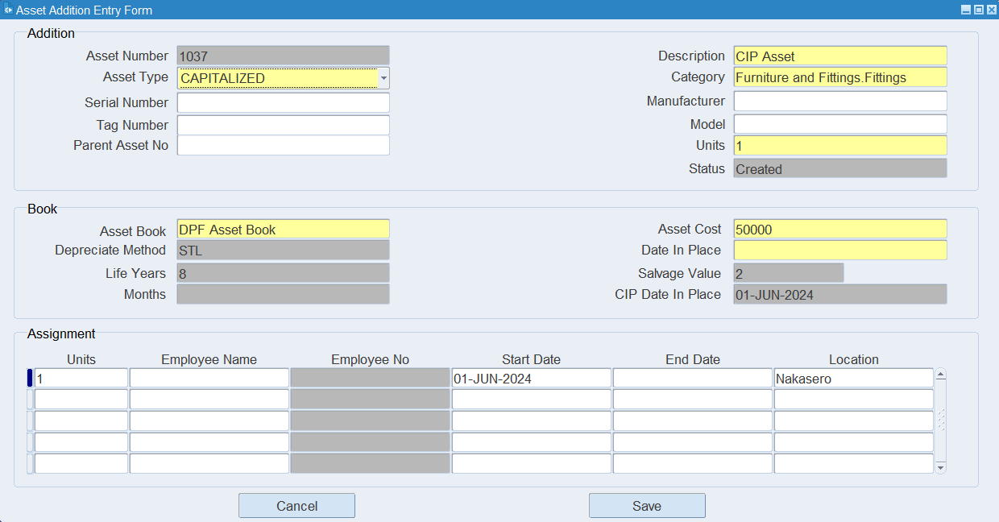 Asset Addition Entry Form
Addition
Asset Number 1037
Asset Type CAPITALIZED
Serial Number
Tag Number
Parent Asset No
Description CIP Asset
Category Furniture and Fittings.Fittings
Manufacturer
Model
Units 1
Status Created
Book
Asset Book DPF Asset Book
Depreciate Method STL
Life Years 8
Months
Asset Cost 50000
Date In Place
Salvage Value 2
CIP Date In Place 01-JUN-2024
Assignment
Units Employee Name Employee No Start Date End Date Location
1 01-JUN-2024 Nakasero
Cancel Save